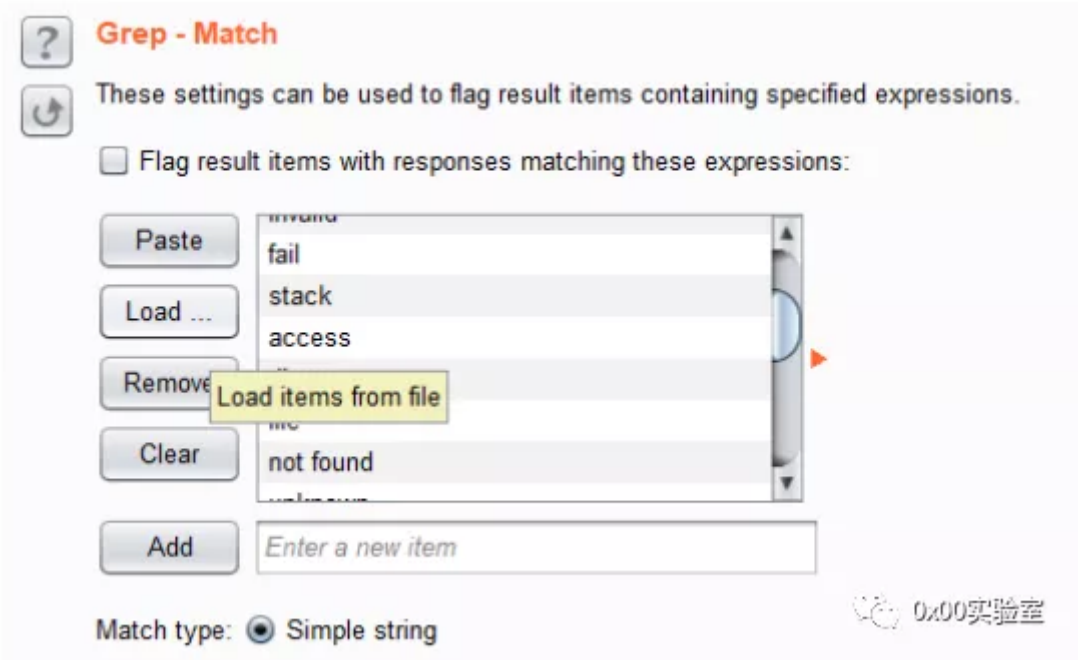 ?
Grep - Match
These settings can be used to flag result items containing specified expressions.
Flag result items with responses matching these expressions:
Paste
invalid
fail
Load ...
stack
access
Remove
Load items from file
Clear
not found
unknown
Add
Enter a new item
Match type: Simple string
0x00实验室